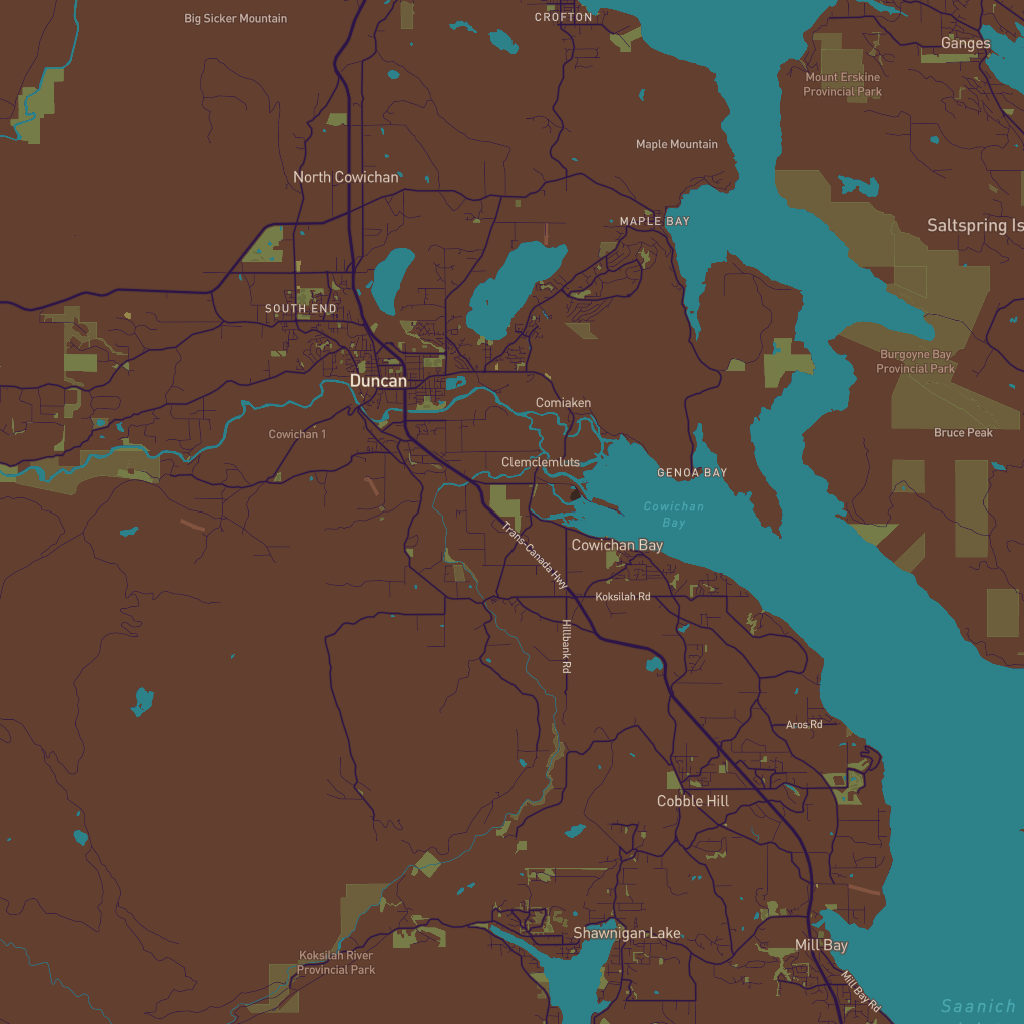 Big Sicker Mountain
CROFTON
Ganges
Mount Erskine
Provincial Park
Maple Mountain
North Cowichan
MAPLE BAY
Saltspring Is
SOUTH END
Burgoyne Bay
Provincial Park
Duncan
Comiaken
Cowichan 1
Bruce Peak
Clemclemluts
GENOA BAY
Cowichan
Bay
Trans-Canada Hwy
Cowichan Bay
Koksilah Rd
Hillbank Rd
Aros Rd
Cobble Hill
Shawnigan Lake
Mill Bay
Koksilah River
Provincial Park
Mill Bay Rd
Saanich